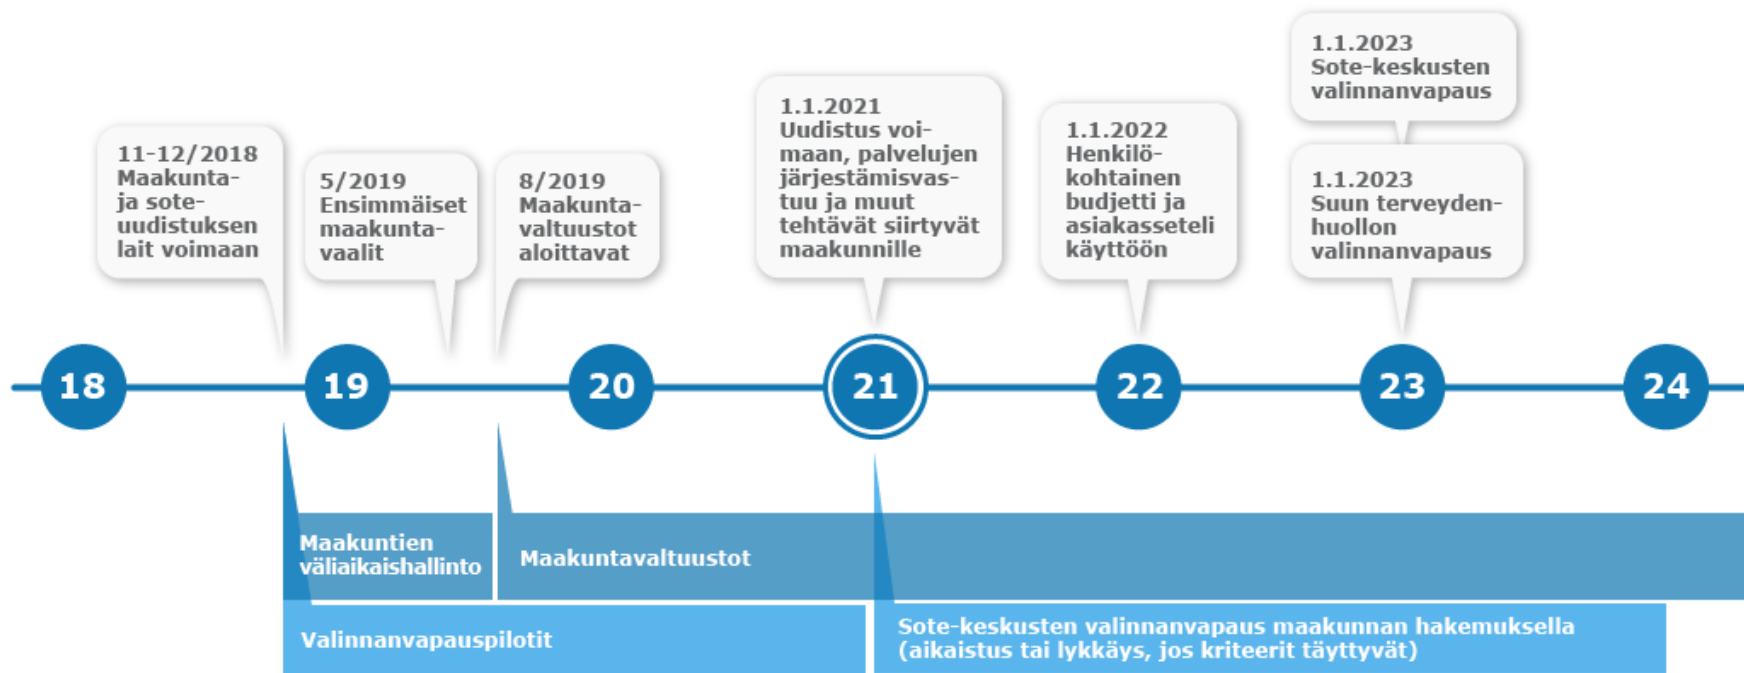 11-12/2018
Maakunta-
ja sote-
uudistuksen
lait voimaan
5/2019
Ensimmäiset
maakunta-
vaalit
8/2019
Maakunta-
valtuustot
aloittavat
1.1.2021
Uudistus voi-
maan, palvelujen
järjestämisvas-
tuu ja muut
tehtävät siirtyvät
maakunnille
1.1.2022
Henkilö-
kohtainen
budjetti ja
asiakasseteli
käyttöön
1.1.2023
Sote-keskusten
valinnanvapaus
1.1.2023
Suun terveyden-
huollon
valinnanvapaus
18
19
20
21
22
23
24
Maakuntien
väliaikaishallinto
Maakuntavaltuustot
Valinnanvapauspilotit
Sote-keskusten valinnanvapaus maakunnan hakemuksella
(aikaistus tai lykkäys, jos kriteerit täyttyvät)